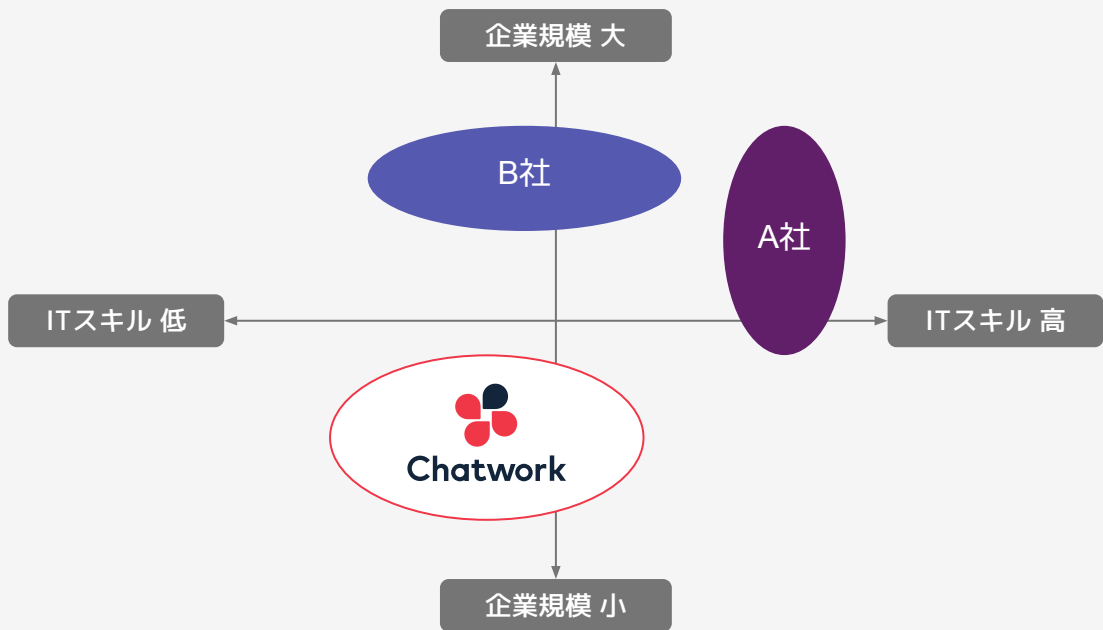 企業規模 大
B社
A社
ITスキル 低
ITスキル 高
Chatwork
企業規模 小